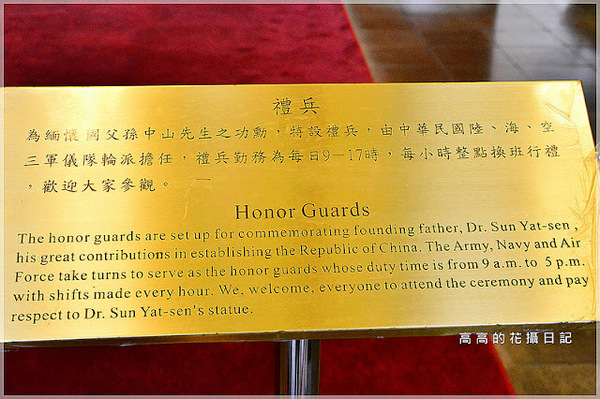 禮兵
為緬懷國父孫中山先生之功勳,特設禮兵,由中華民國陸、海、空
三軍儀隊輪派擔任,禮兵勤務為每日9—17時,每小時整點換班行禮
,歡迎大家參觀。
Honor Guards
The honor guards are set up for commemorating founding father, Dr. Sun Yat-sen ,
his great contributions in establishing the Republic of China. The Army, Navy and Air
Force take turns to serve as the honor guards whose duty time is from 9 a.m. to 5 p.m.
with shifts made every hour. We, welcome, everyone to attend the ceremony and pay
respect to Dr. Sun Yat-sen's statue.
高高的花攝日記